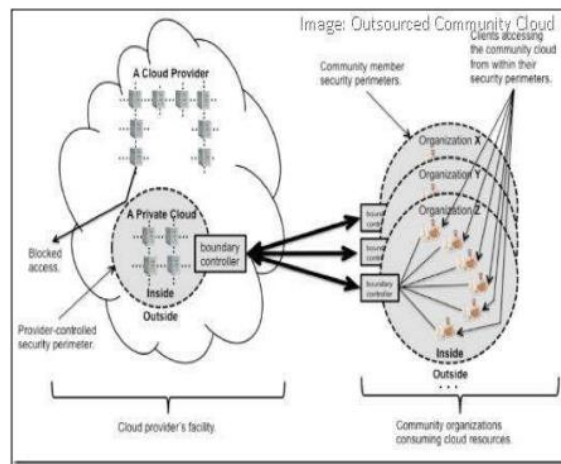 Image: Outsourced Community Cloud
Clients accessing
the community cloud
from within their
security perimeters.
Community member
security perimeters.
A Cloud Provider
Organization X
Organization Y
Organization Z
A Private Cloud
boundary
controller
Inside
Outside
Blocked
access.
Provider-controlled
security perimeter.
boundary
controller
Inside
Outside
. . .
Cloud provider's facility.
Community organizations
consuming cloud resources.